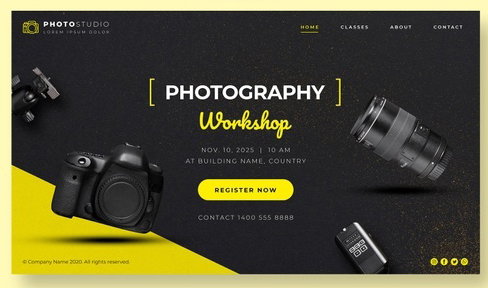 PHOTOSTUDIO
LOREM IPSUM DOLOR
HOME
CLASSES
ABOUT
CONTACT
[ PHOTOGRAPHY ]
Workshop
NOV. 10, 2025 | 10 AM
AT BUILDING NAME, COUNTRY
REGISTER NOW
CONTACT 1400 555 8888
© Company Name 2020. All rights reserved.